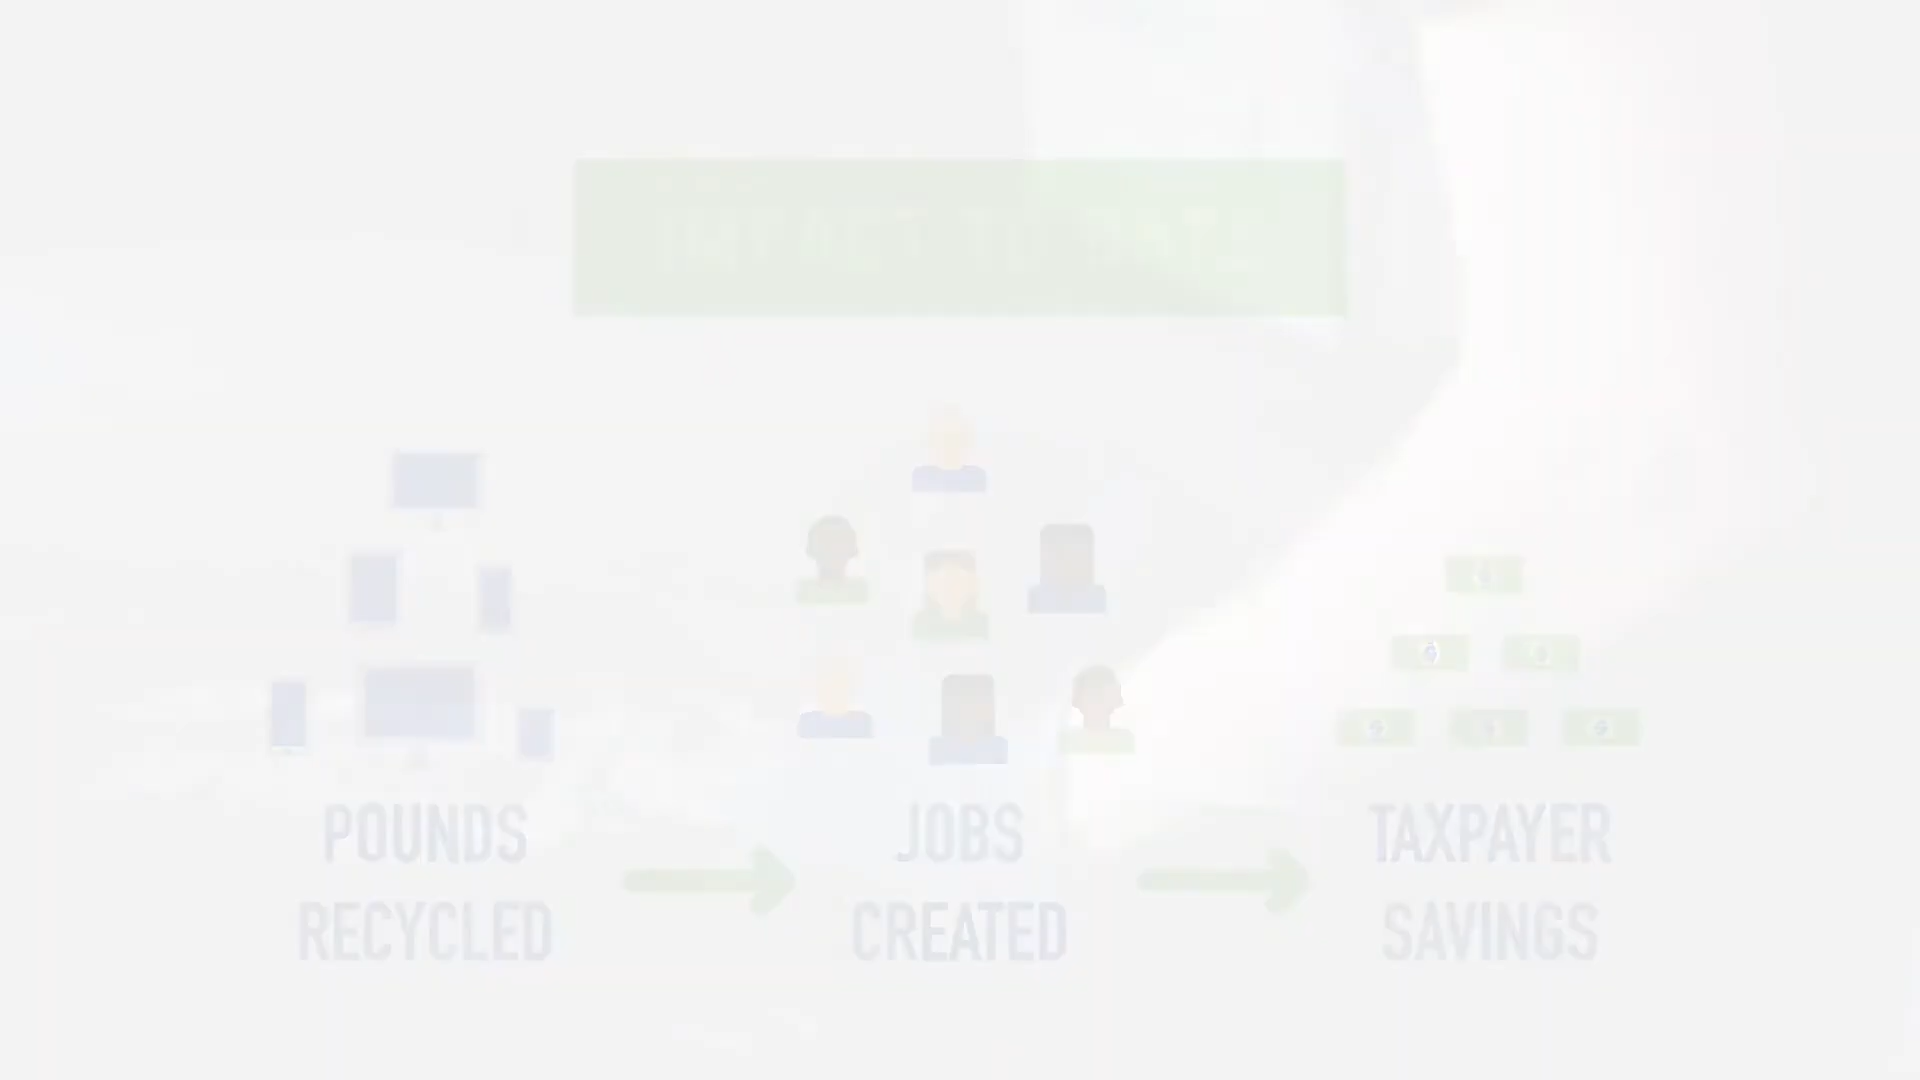 POUNDS
RECYCLED
JOBS
CREATED
TAXPAYER
SAVINGS